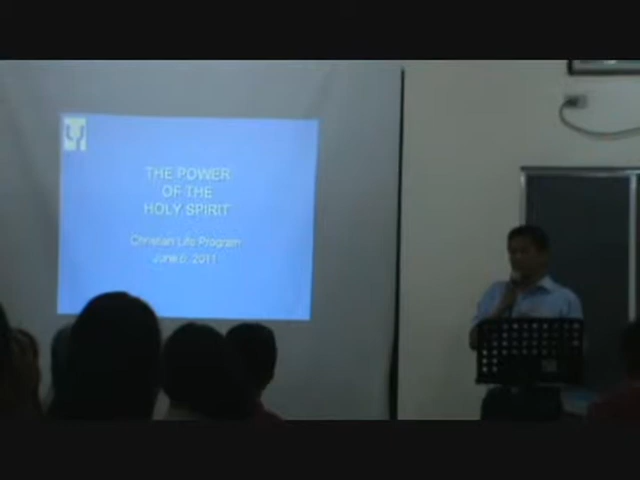 THE POWER
OF THE
HOLY SPIRIT
Christian Life Program
June 6, 2011